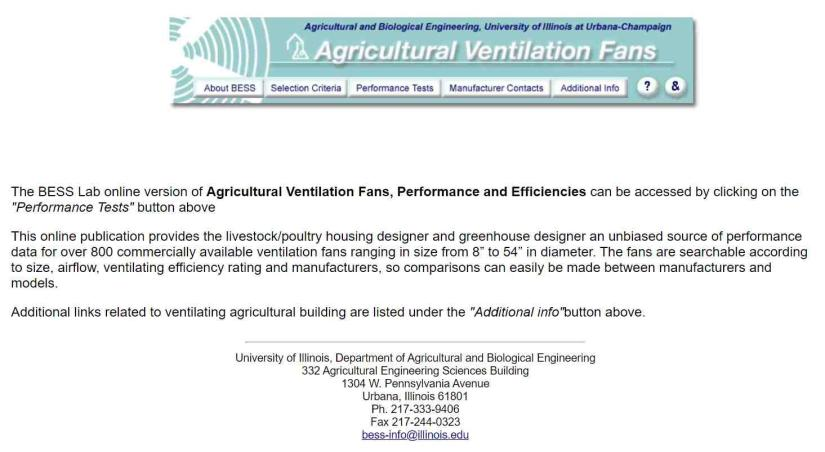 Agricultural and Biological Engineering, University of Illinois at Urbana-Champaign
Agricultural Ventilation Fans
About BESS Selection Criteria Performance Tests Manufacturer Contacts Additional Info ? &
The BESS Lab online version of Agricultural Ventilation Fans, Performance and Efficiencies can be accessed by clicking on the
"Performance Tests" button above
This online publication provides the livestock/poultry housing designer and greenhouse designer an unbiased source of performance
data for over 800 commercially available ventilation fans ranging in size from 8” to 54” in diameter. The fans are searchable according
to size, airflow, ventilating efficiency rating and manufacturers, so comparisons can easily be made between manufacturers and
models.
Additional links related to ventilating agricultural building are listed under the "Additional info"button above.
University of Illinois, Department of Agricultural and Biological Engineering
332 Agricultural Engineering Sciences Building
1304 W. Pennsylvania Avenue
Urbana, Illinois 61801
Ph. 217-333-9406
Fax 217-244-0323
bess-info@illinois.edu